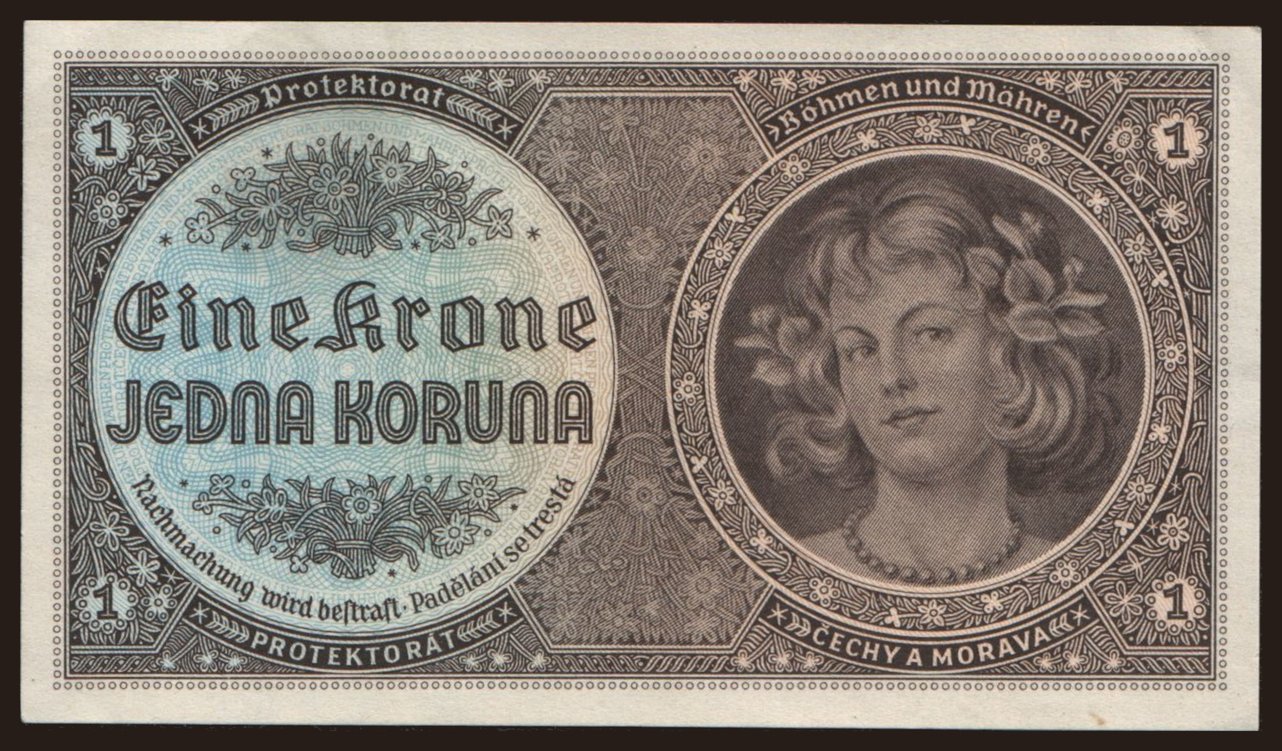 Protektorat
Böhmen und Mähren
1
1
Eine Krone
JEDNA KORUNA
Nachmachung wird bestraft · Padělání se trestá
1
1
PROTEKTORÁT
ČECHY A MORAVA